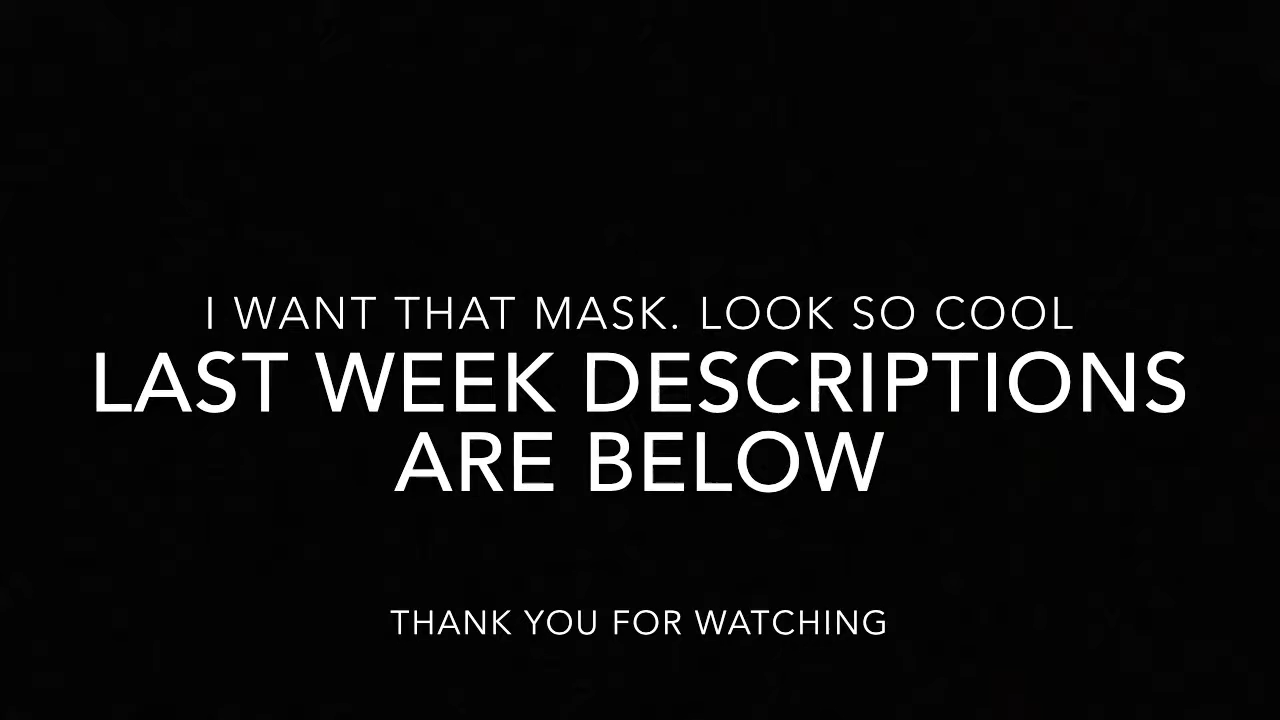 I WANT THAT MASK. LOOK SO COOL
LAST WEEK DESCRIPTIONS
ARE BELOW
THANK YOU FOR WATCHING